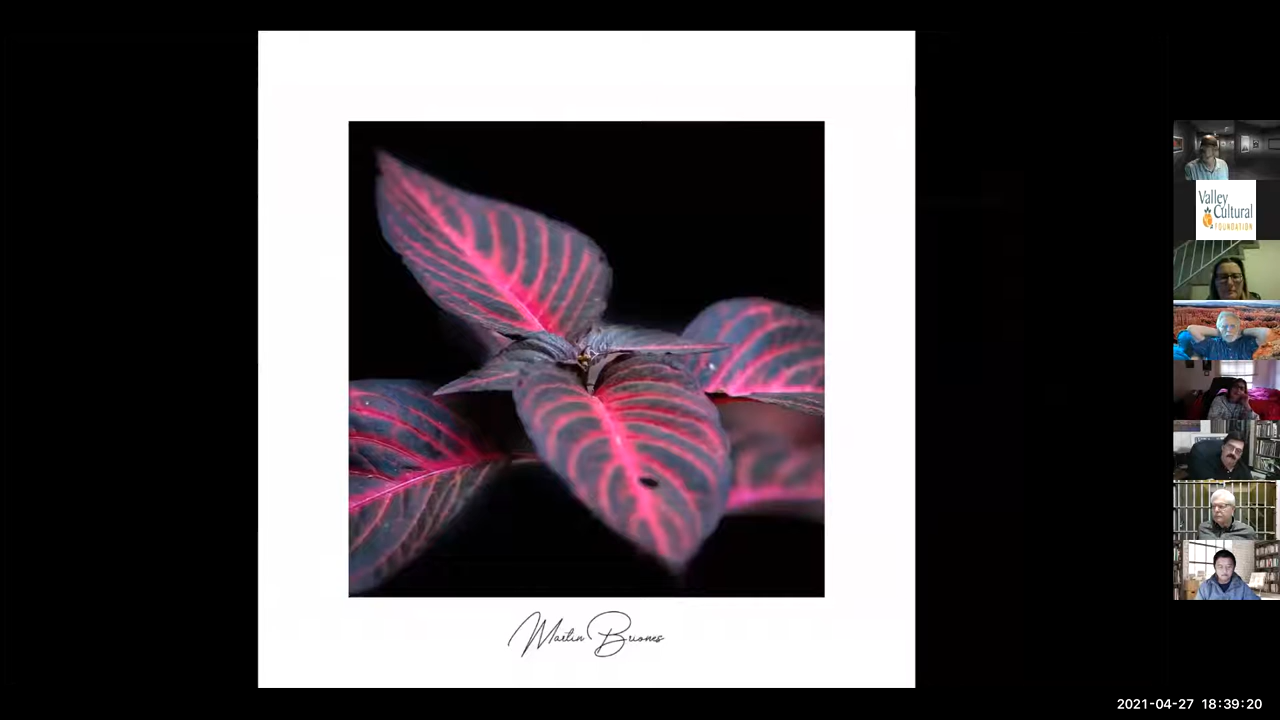 Martin Briones
Valley
Cultural
FOUNDATION
2021-04-27 18:39:20